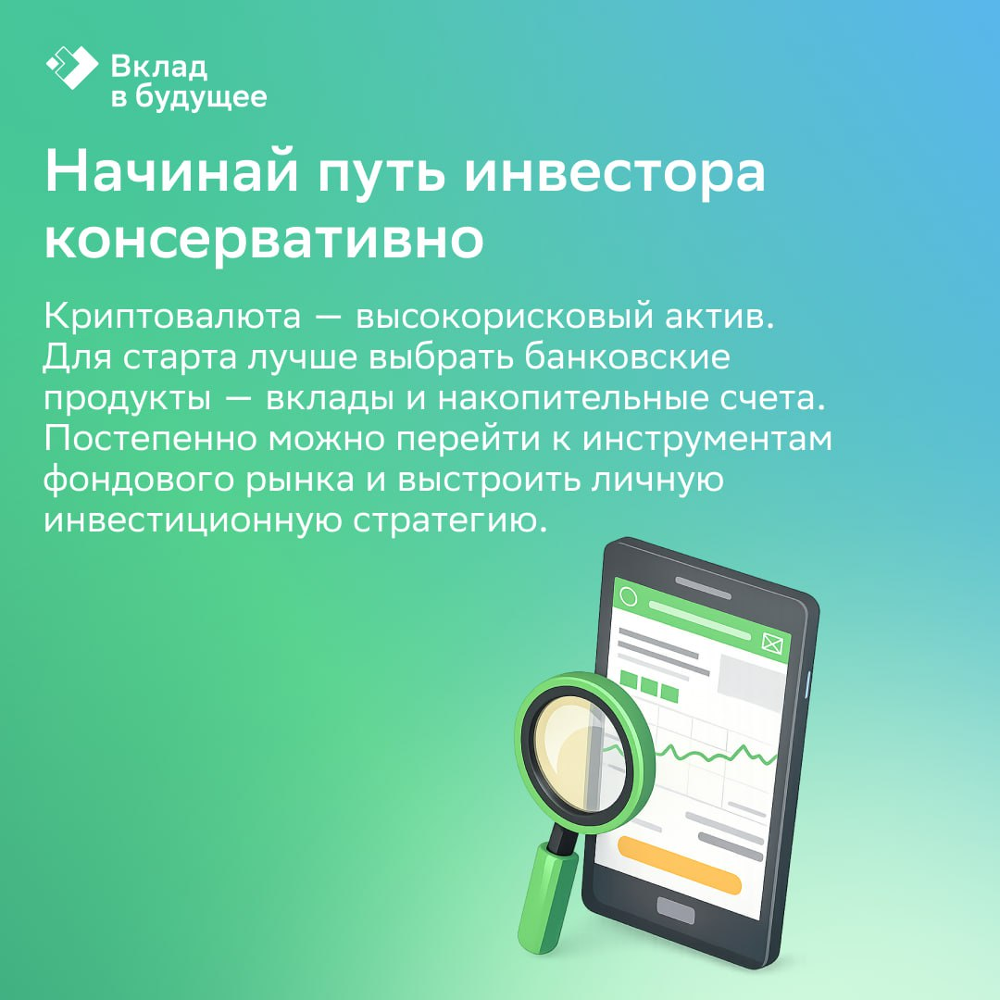 Вклад
в будущее
Начинай путь инвестора
консервативно
Криптовалюта — высокорисковый актив.
Для старта лучше выбрать банковские
продукты — вклады и накопительные счета.
Постепенно можно перейти к инструментам
фондового рынка и выстроить личную
инвестиционную стратегию.